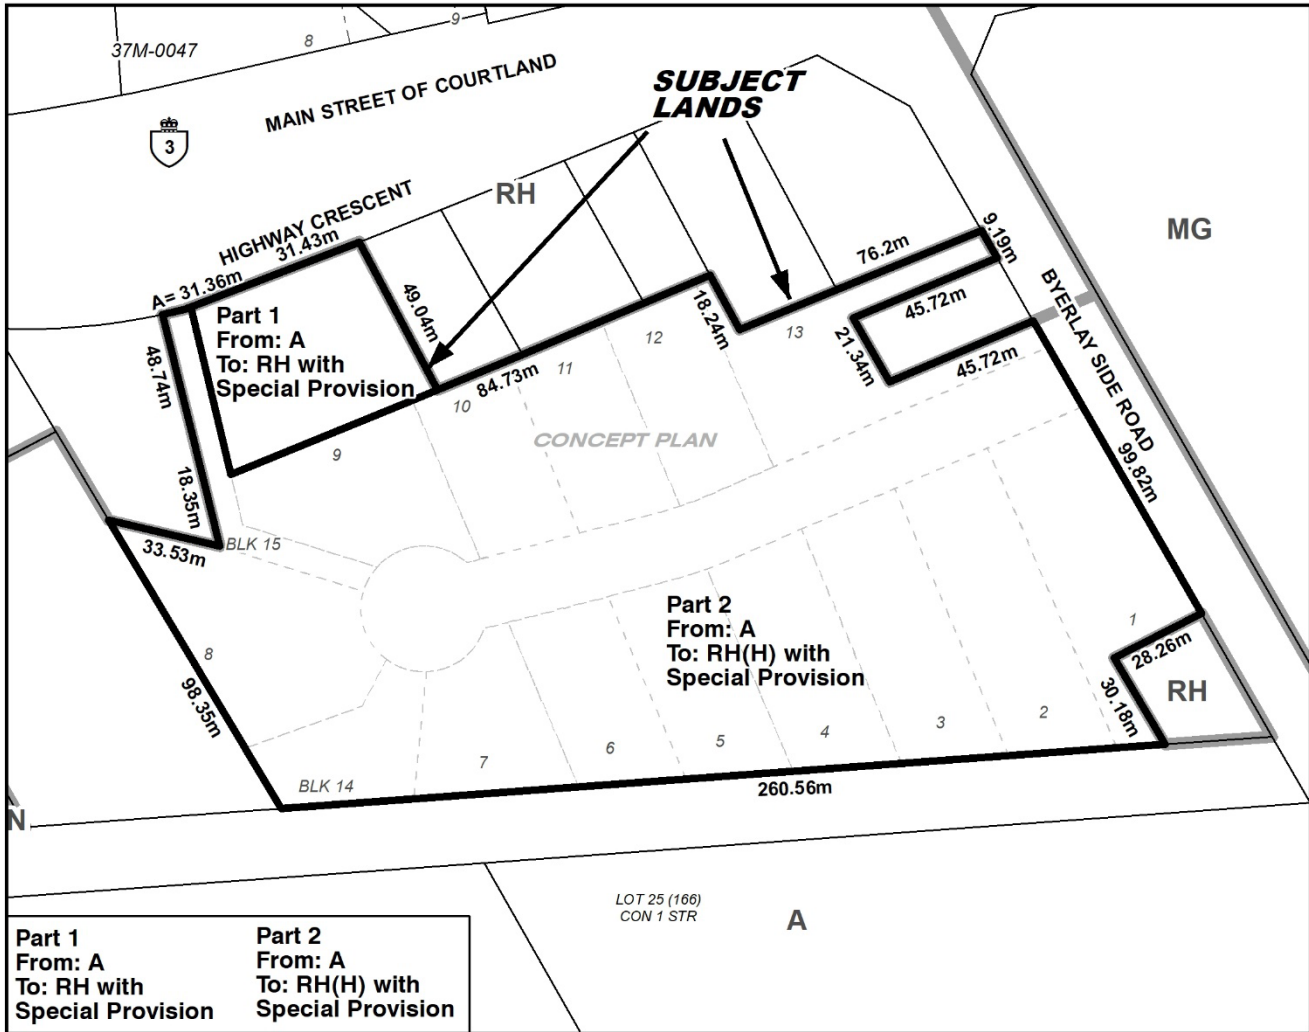 37M-0047
8
9
MAIN STREET OF COURTLAND
SUBJECT
LANDS
3
HIGHWAY CRESCENT
RH
MG
31.43m
A= 31.36m
49.04m
76.2m
9.19m
BYERLAY SIDE ROAD
Part 1
From: A
To: RH with
Special Provision
48.74m
18.24m
45.72m
21.34m
45.72m
13
12
11
84.73m
10
9
CONCEPT PLAN
99.82m
18.35m
33.53m
BLK 15
Part 2
From: A
To: RH(H) with
Special Provision
1
28.26m
30.18m
RH
8
98.35m
BLK 14
7
6
5
4
3
2
260.56m
N
LOT 25 (166)
CON 1 STR
A
Part 1
From: A
To: RH with
Special Provision
Part 2
From: A
To: RH(H) with
Special Provision